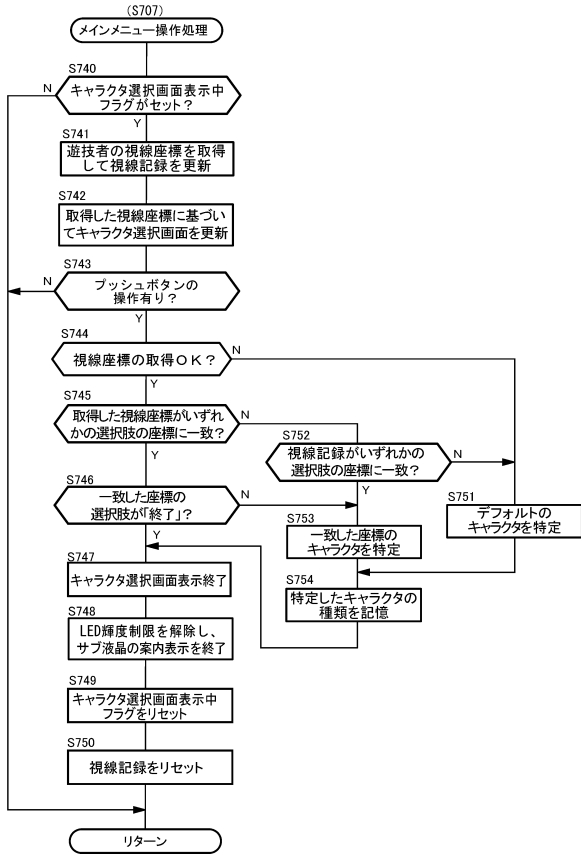 (S707)
メインメニュー操作処理
S740
N
キャラクタ選択画面表示中
フラグがセット?
Y
S741
遊技者の視線座標を取得
して視線記録を更新
S742
取得した視線座標に基づい
てキャラクタ選択画面を更新
S743
N
プッシュボタンの
操作有り?
Y
S744
視線座標の取得OK?
N
Y
S745
取得した視線座標がいずれ
かの選択肢の座標に一致?
N
Y
S752
視線記録がいずれかの
選択肢の座標に一致?
N
Y
S746
一致した座標の
選択肢が「終了」?
N
Y
S751
デフォルトの
キャラクタを特定
S753
一致した座標の
キャラクタを特定
S747
キャラクタ選択画面表示終了
S754
特定したキャラクタの
種類を記憶
S748
LED輝度制限を解除し、
サブ液晶の案内表示を終了
S749
キャラクタ選択画面表示中
フラグをリセット
S750
視線記録をリセット
リターン